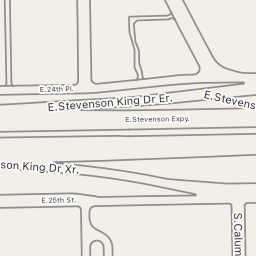 E.24th Pl.
E.Stevenson King Dr Er.
E.Stevens
E.Stevenson Expy.
son King Dr Xr.
E.25th St.
S.Calum